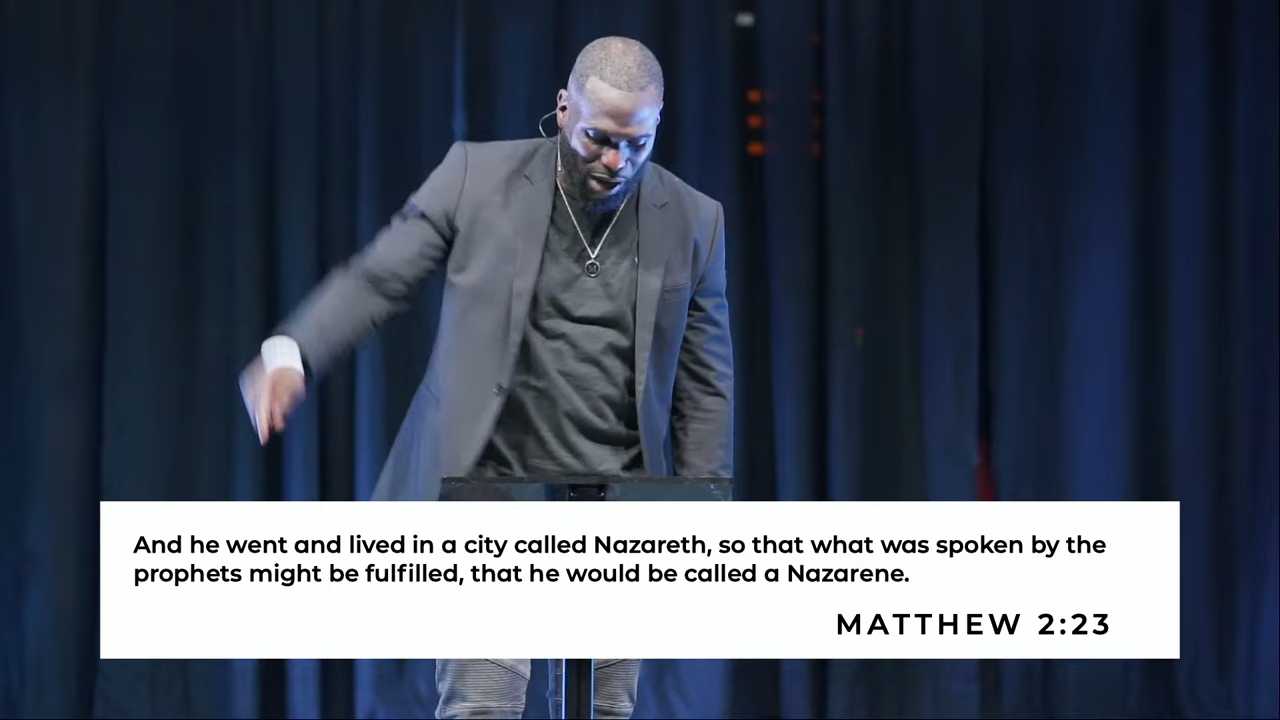 And he went and lived in a city called Nazareth, so that what was spoken by the
prophets might be fulfilled, that he would be called a Nazarene.
MATTHEW 2:23